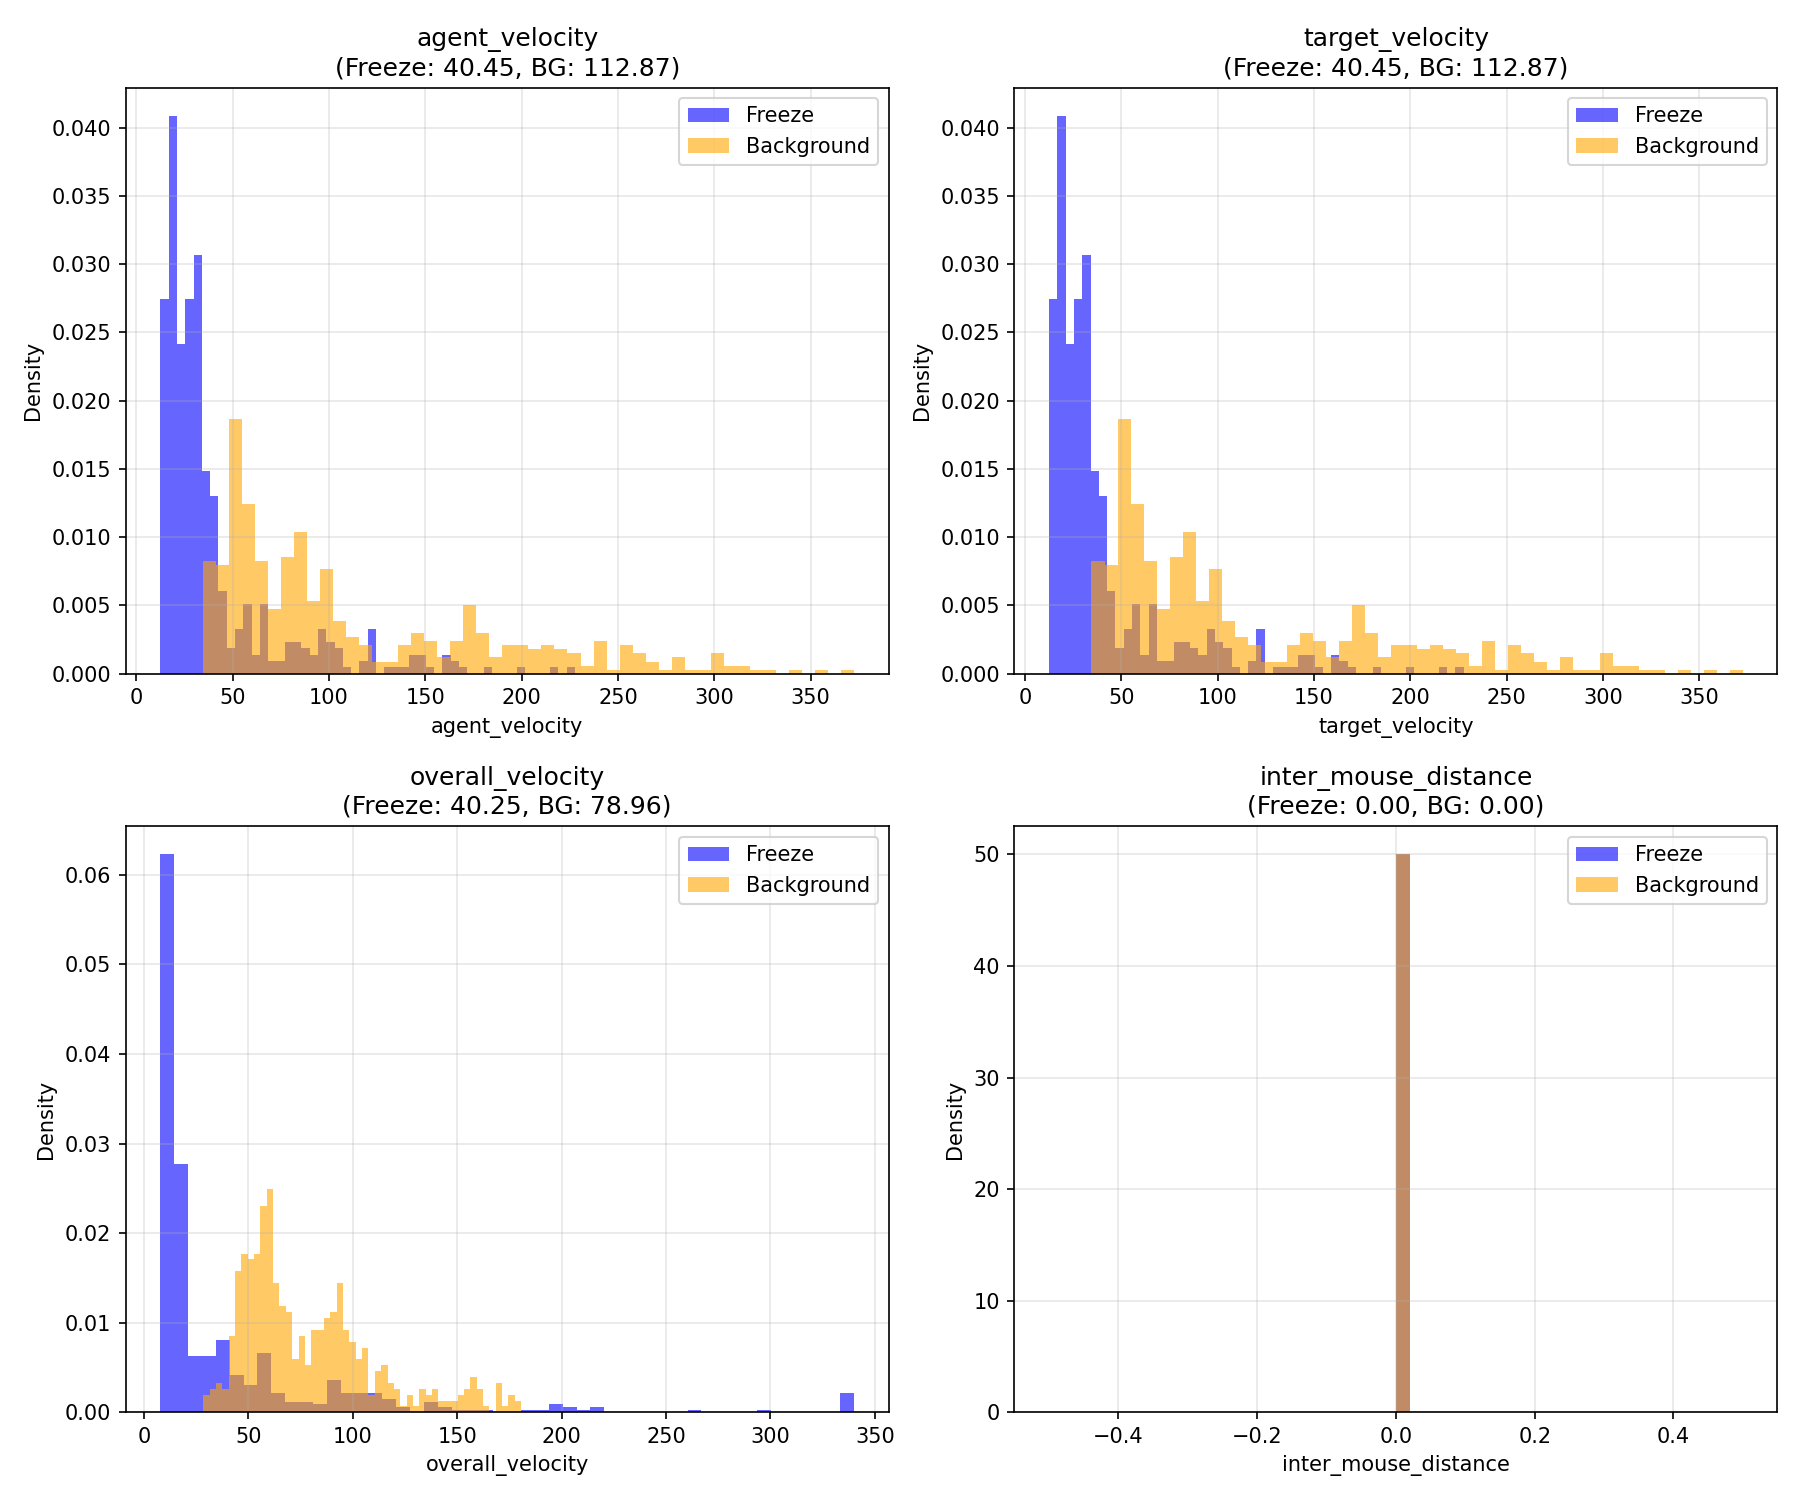 agent_velocity
(Freeze: 40.45, BG: 112.87)
Density
0.040
0.035
0.030
0.025
0.020
0.015
0.010
0.005
0.000
Freeze
Background
0 50 100 150 200 250 300 350
agent_velocity
target_velocity
(Freeze: 40.45, BG: 112.87)
Density
0.040
0.035
0.030
0.025
0.020
0.015
0.010
0.005
0.000
Freeze
Background
0 50 100 150 200 250 300 350
target_velocity
overall_velocity
(Freeze: 40.25, BG: 78.96)
Density
0.06
0.05
0.04
0.03
0.02
0.01
0.00
Freeze
Background
0 50 100 150 200 250 300 350
overall_velocity
inter_mouse_distance
(Freeze: 0.00, BG: 0.00)
Density
50
40
30
20
10
0
Freeze
Background
−0.4 −0.2 0.0 0.2 0.4
inter_mouse_distance